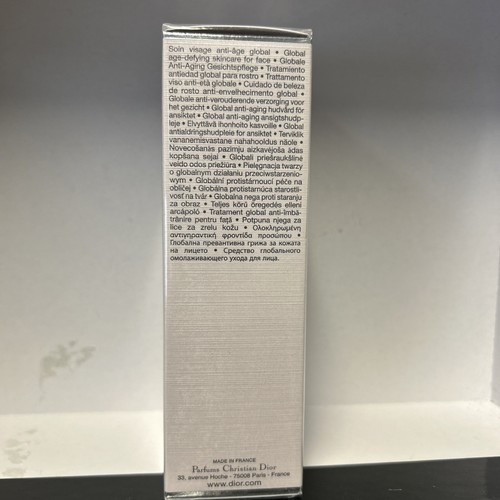 Soin visage anti-âge global • Global
age-defying skincare for face • Globale
Anti-Aging Gesichtspflege • Tratamiento
antiedad global para rostro • Trattamento
viso anti-età globale • Cuidado de beleza
de rosto anti-envelhecimento global •
Globale anti-verouderende verzorging voor
het gezicht • Global anti-aging hudvård för
ansiktet • Global anti-aging ansigtshudp-
leje • Elvyttävä ihonhoito kasvoille • Global
antialdringshudpleie for ansiktet • Terviklik
vananemisvastane nahahooldus näole •
Novecošanās pazīmju aizkavējoša ādas
kopšana sejai • Globali priešraukšlinė
veido odos priežiūra • Pielęgnacja twarzy
o globalnym działaniu przeciwstarzenio-
wym • Globální protistárnoucí péče na
obličej • Globálna protistarnúca starostli-
vosť na tvár • Globalna nega proti staranju
za obraz • Teljes körű öregedés elleni
arcápoló • Tratament global anti-îmbă-
trânire pentru față • Potpuna njega za
lice za zrelu kožu • Ολοκληρωμένη
αντιγηραντική φροντίδα προσώπου •
Глобална превантивна грижа за кожата
на лицето • Средство глобального
омолаживающего ухода для лица.
MADE IN FRANCE
Parfums Christian Dior
33, avenue Hoche - 75008 Paris - France
www.dior.com